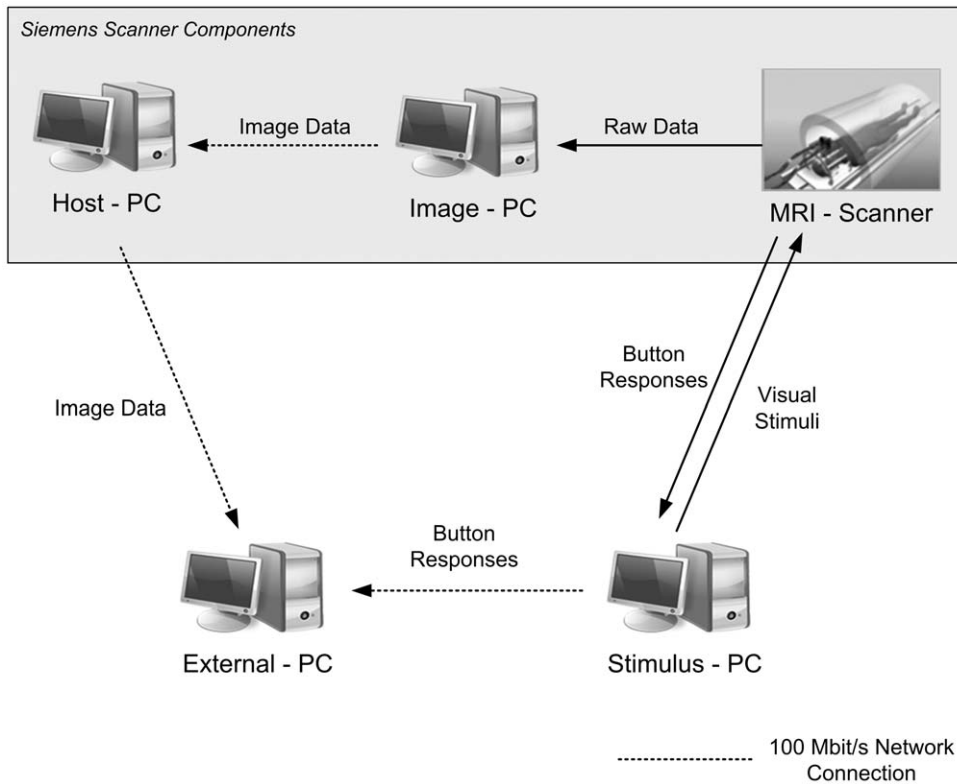 Siemens Scanner Components
Image Data
Raw Data
Host - PC
Image - PC
MRI - Scanner
Button
Responses
Visual
Stimuli
Image Data
Button
Responses
External - PC
Stimulus - PC
100 Mbit/s Network
Connection